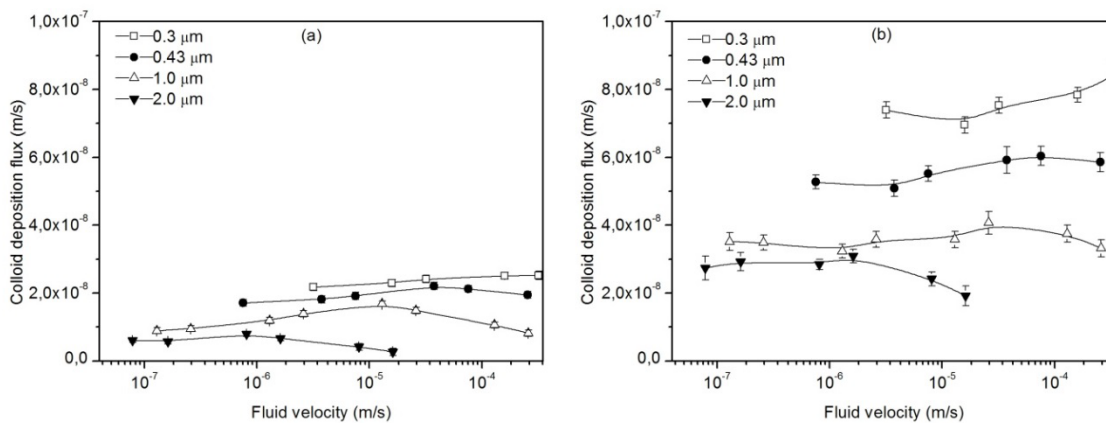 (a)
0.3 μm
0.43 μm
1.0 μm
2.0 μm
1,0x10⁻⁷
8,0x10⁻⁸
6,0x10⁻⁸
4,0x10⁻⁸
2,0x10⁻⁸
0,0
Colloid deposition flux (m/s)
10⁻⁷ 10⁻⁶ 10⁻⁵ 10⁻⁴
Fluid velocity (m/s)
(b)
0.3 μm
0.43 μm
1.0 μm
2.0 μm
1,0x10⁻⁷
8,0x10⁻⁸
6,0x10⁻⁸
4,0x10⁻⁸
2,0x10⁻⁸
0,0
Colloid deposition flux (m/s)
10⁻⁷ 10⁻⁶ 10⁻⁵ 10⁻⁴
Fluid velocity (m/s)